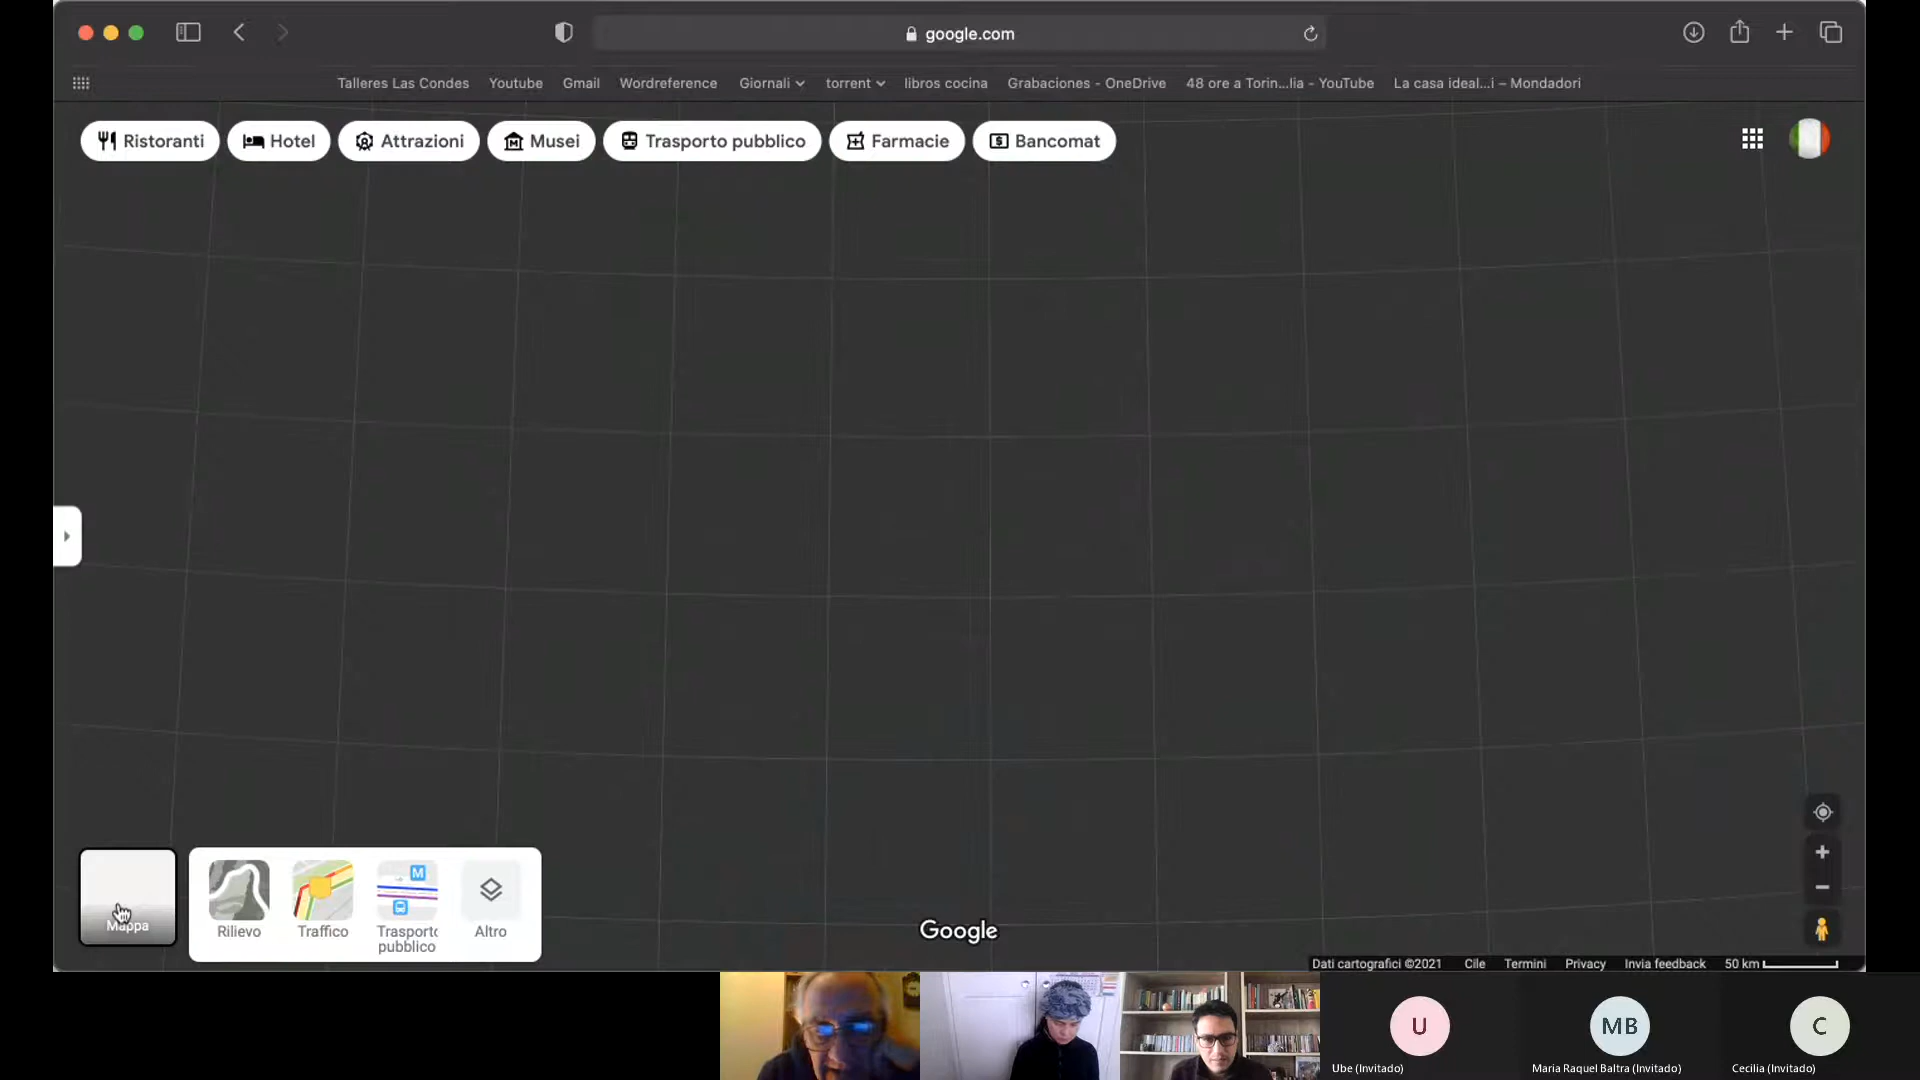 google.com
Talleres Las Condes Youtube Gmail Wordreference Giornali torrent libros cocina Grabaciones - OneDrive 48 ore a Torin...lia - YouTube La casa ideal...i – Mondadori
Ristoranti Hotel Attrazioni Musei Trasporto pubblico Farmacie Bancomat
Mappa
Rilievo Traffico Trasporto Altro
pubblico
Google
Dati cartografici ©2021 Cile Termini Privacy Invia feedback 50 km
U MB C
Ube (Invitado) Maria Raquel Baltra (Invitado) Cecilia (Invitado)